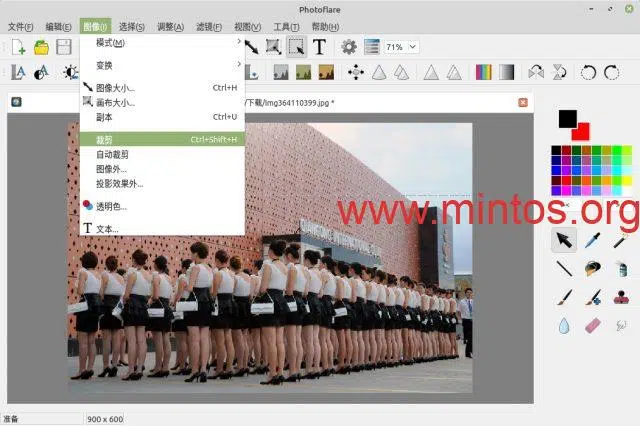 Photoflare
文件(F) 编辑(E) 图像(I) 选择(S) 调整(A) 滤镜(F) 视图(V) 工具(T) 帮助(H)
模式(M)
71%
变换
图像大小... Ctrl+H
画布大小...
/下载/Img364110399.jpg *
副本 Ctrl+U
裁剪 Ctrl+Shift+H
自动裁剪
图像外...
投影效果外...
透明色...
www.mintos.org
文本...
准备 900 x 600